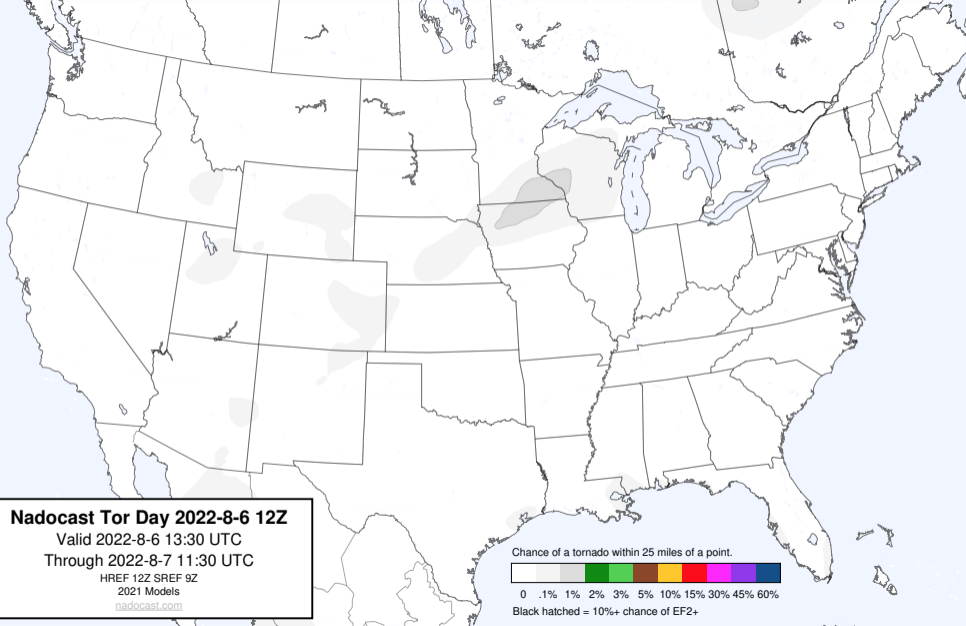 Nadocast Tor Day 2022-8-6 12Z
Valid 2022-8-6 13:30 UTC
Through 2022-8-7 11:30 UTC
HREF 12Z SREF 9Z
2021 Models
nadocast.com
Chance of a tornado within 25 miles of a point.
0 .1% 1% 2% 3% 5% 10% 15% 30% 45% 60%
Black hatched = 10%+ chance of EF2+